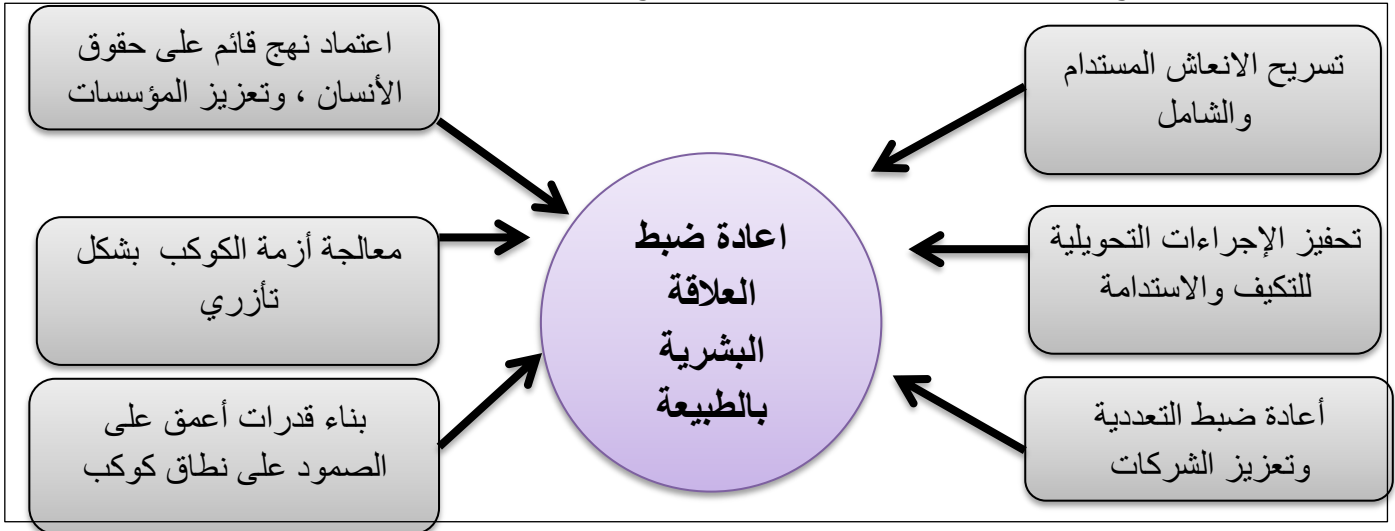 تسريح الانعاش المستدام
والشامل
تحفيز الإجراءات التحويلية
للتكيف والاستدامة
أعادة ضبط التعددية
وتعزيز الشركات
اعادة ضبط
العلاقة
البشرية
بالطبيعة
اعتماد نهج قائم على حقوق
الأنسان ، وتعزيز المؤسسات
معالجة أزمة الكوكب بشكل
تأزري
بناء قدرات أعمق على
الصمود على نطاق كوكب